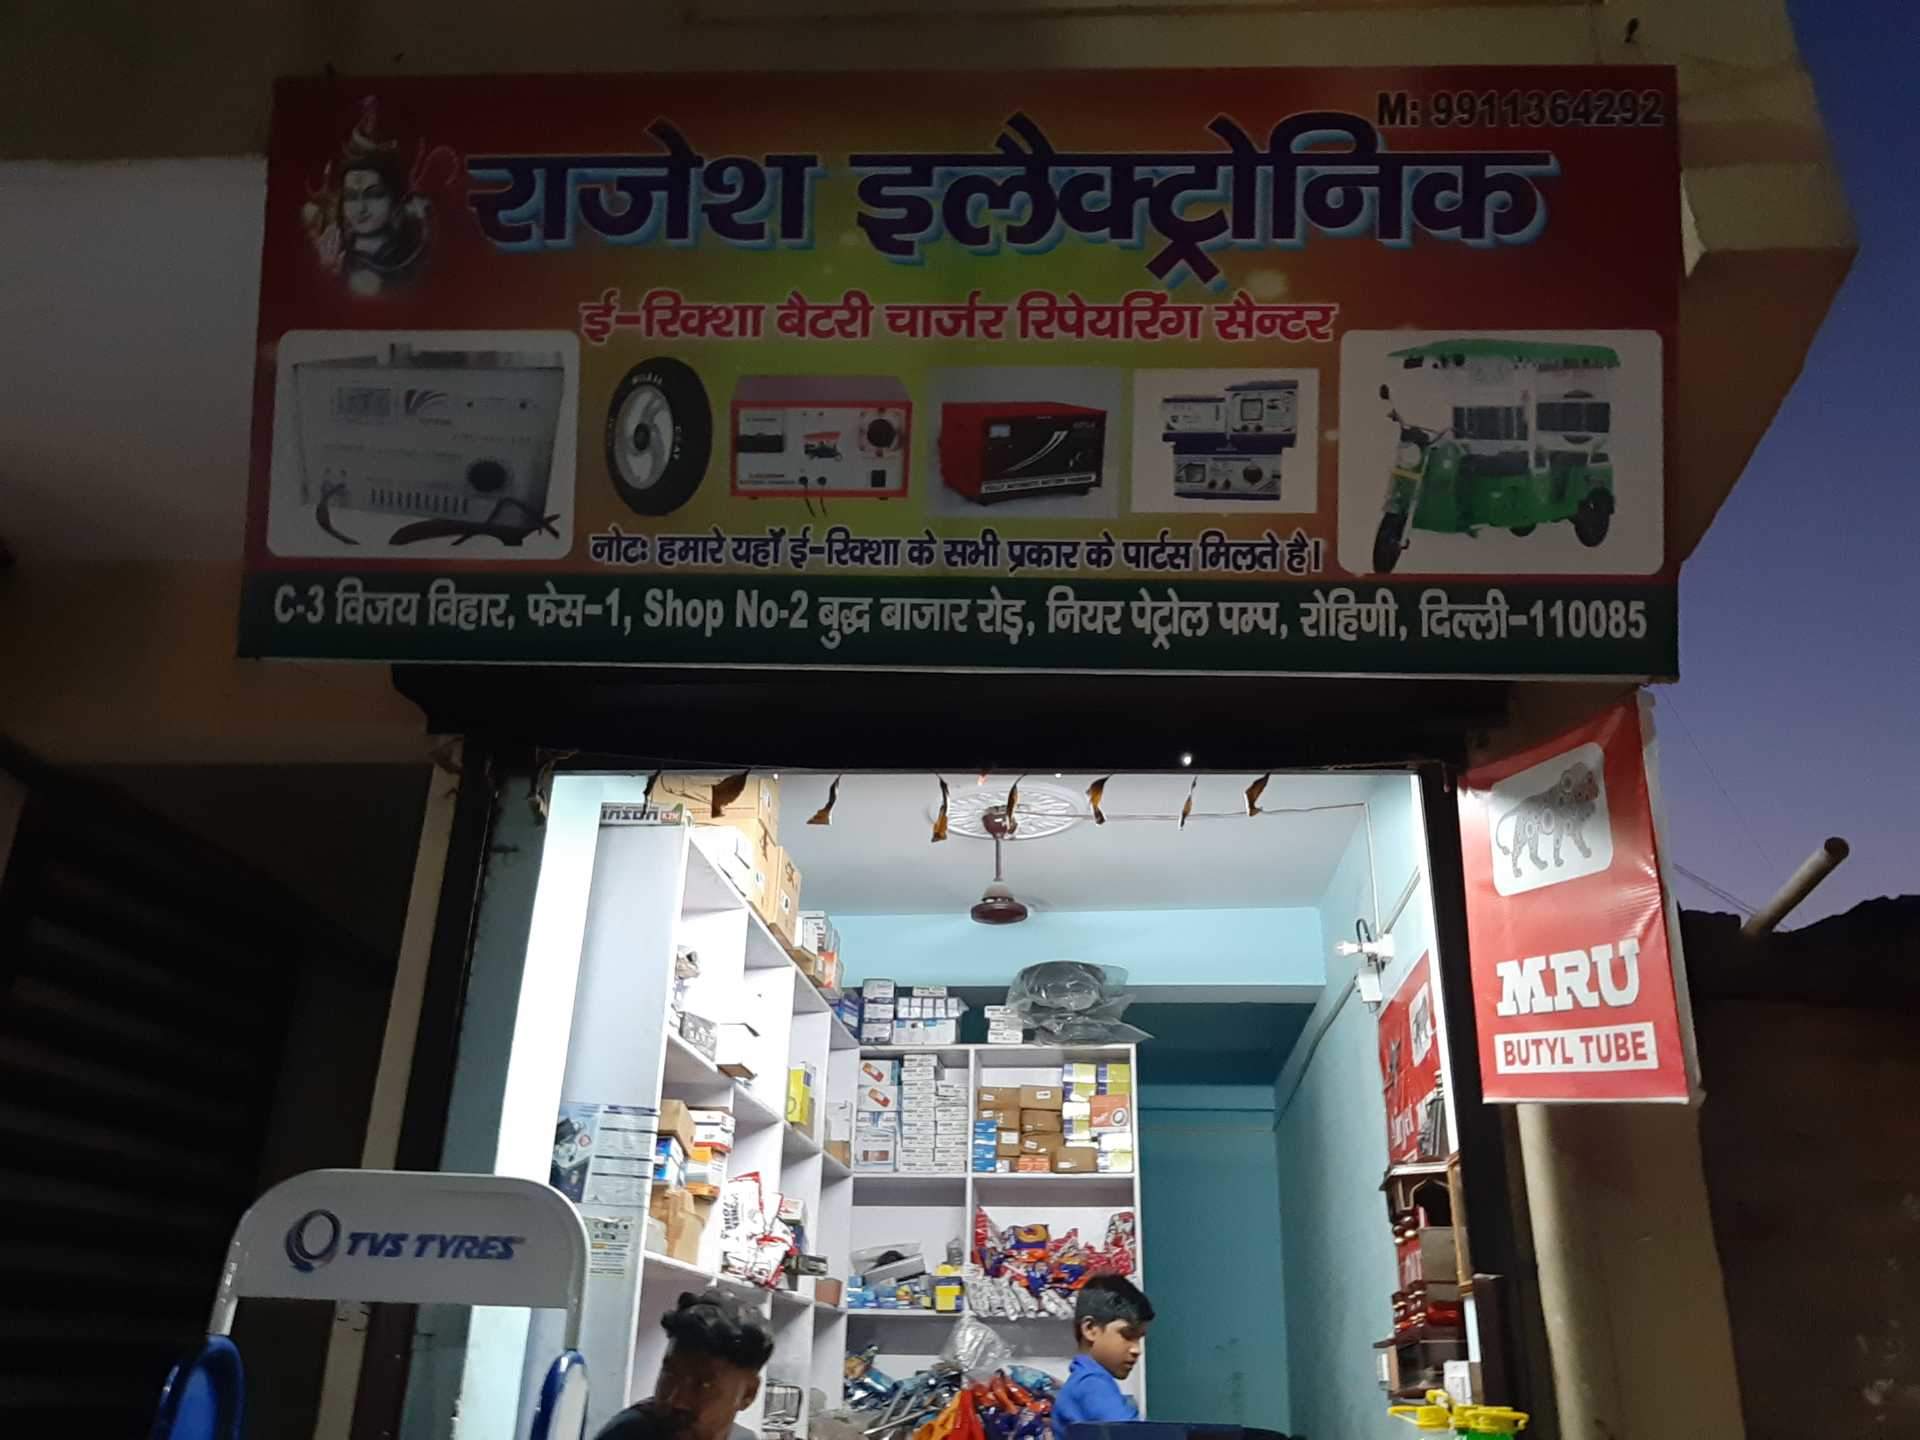 M: 9911364292
राजेश इलैक्ट्रोनिक
ई-रिक्शा बैटरी चार्जर रिपेयरिंग सैन्टर
नोटः हमारे यहाँ ई-रिक्शा के सभी प्रकार के पार्टस मिलते है।
C-3 विजय विहार, फेस-1, Shop No-2 बुद्ध बाजार रोड़, नियर पेट्रोल पम्प, रोहिणी, दिल्ली-110085
MRU
BUTYL TUBE
TVS TYRES